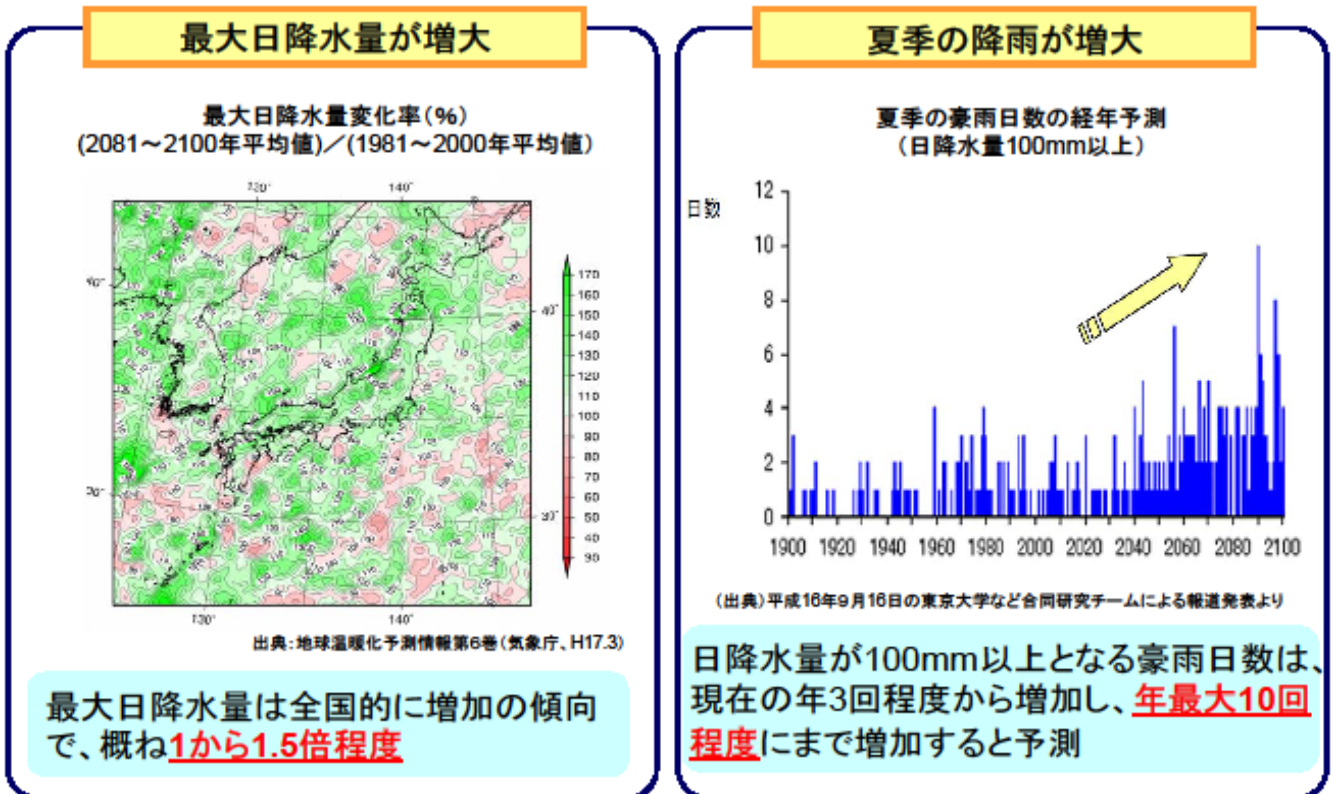 最大日降水量が増大
最大日降水量変化率(%)
(2081～2100年平均値)／(1981～2000年平均値)
130°
140°
40°
40°
30°
130°
140°
170
160
150
140
130
120
110
100
90
80
70
60
50
40
30
出典:地球温暖化予測情報第6巻(気象庁、H17.3)
最大日降水量は全国的に増加の傾向
で、概ね1から1.5倍程度
夏季の降雨が増大
夏季の豪雨日数の経年予測
(日降水量100mm以上)
日数
12
10
8
6
4
2
0
1900 1920 1940 1960 1980 2000 2020 2040 2060 2080 2100
(出典)平成16年9月16日の東京大学など合同研究チームによる報道発表より
日降水量が100mm以上となる豪雨日数は、
現在の年3回程度から増加し、年最大10回
程度にまで増加すると予測